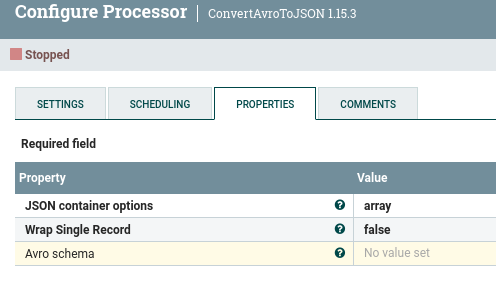 Configure Processor | ConvertAvroToJSON 1.15.3
Stopped
SETTINGS SCHEDULING PROPERTIES COMMENTS
Required field
Property Value
JSON container options ? array
Wrap Single Record ? false
Avro schema ? No value set